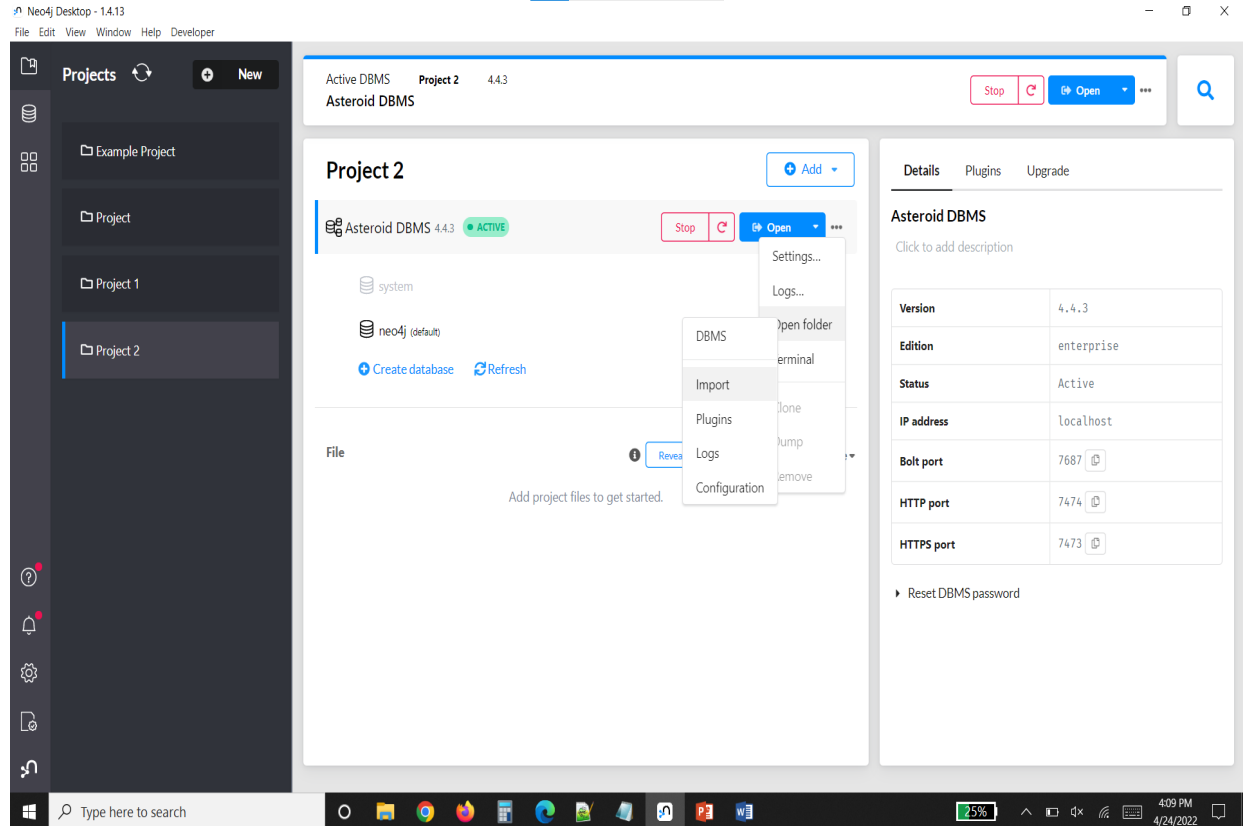 Neo4j Desktop - 1.4.13
File Edit View Window Help Developer
Projects
New
Example Project
Project
Project 1
Project 2
Active DBMS Project 2 4.4.3
Asteroid DBMS
Stop
Open
Project 2
Add
Asteroid DBMS 4.4.3 ACTIVE
Stop
Open
system
neo4j (default)
Create database Refresh
Settings...
Logs...
Open folder
Terminal
Clone
Dump
Remove
DBMS
Import
Plugins
Logs
Configuration
File
Add project files to get started.
Details Plugins Upgrade
Asteroid DBMS
Click to add description
Version 4.4.3
Edition enterprise
Status Active
IP address localhost
Bolt port 7687
HTTP port 7474
HTTPS port 7473
Reset DBMS password
Type here to search
25%
4:09 PM
4/24/2022